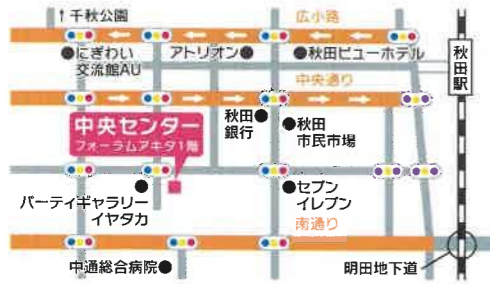 ↑千秋公園
広小路
にぎわい
交流館AU
アトリオン
秋田ビューホテル
秋田駅
中央通り
中央センター
フォーラムアキタ1階
秋田
銀行
秋田
市民市場
パーティギャラリー
イヤタカ
セブン
イレブン
南通り
中通総合病院
明田地下道